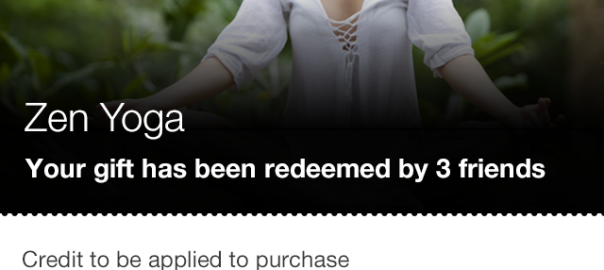 Zen Yoga
Your gift has been redeemed by 3 friends
Credit to be applied to purchase